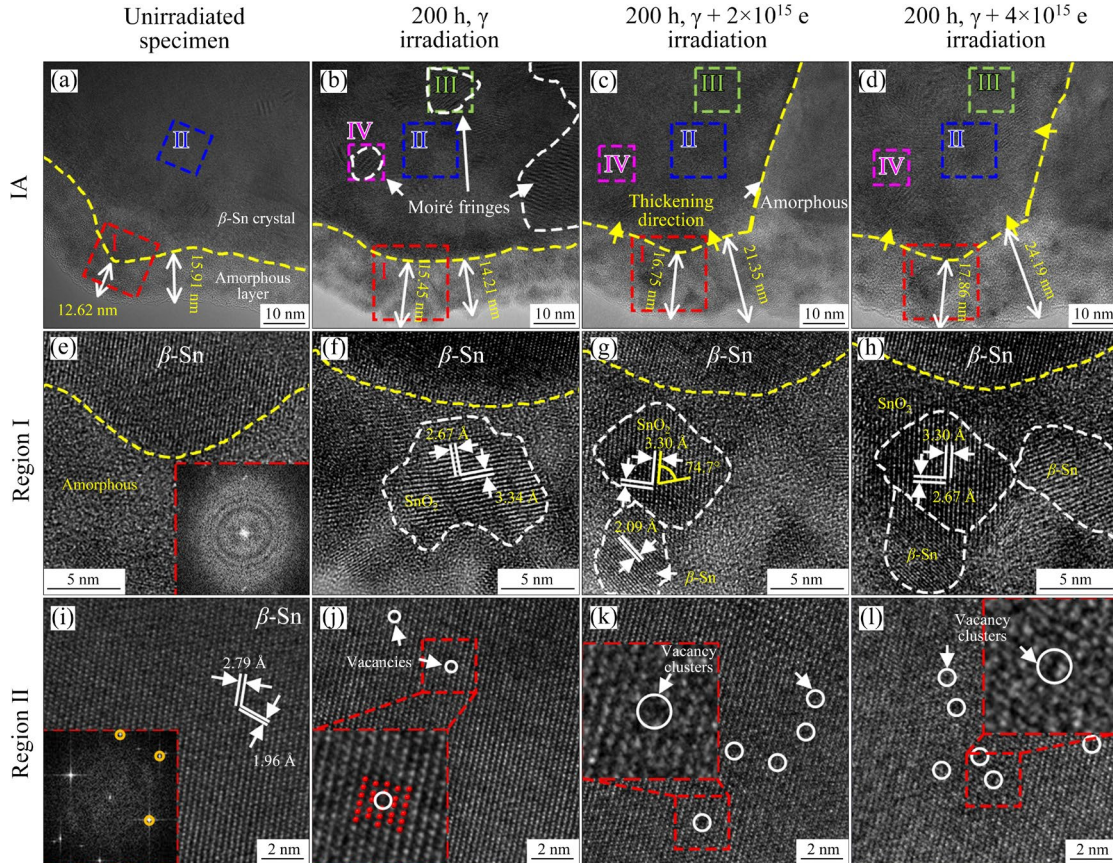 Unirradiated
specimen
200 h, γ
irradiation
200 h, γ + 2×10¹⁵ e
irradiation
200 h, γ + 4×10¹⁵ e
irradiation
IA
(a)
II
β-Sn crystal
I
Amorphous
layer
12.62 nm
15.91 nm
10 nm
(b)
III
IV
II
Moiré fringes
I
15.45 nm
14.21 nm
10 nm
(c)
III
II
IV
Thickening
direction
Amorphous
I
16.75 nm
21.35 nm
10 nm
(d)
III
II
IV
I
17.86 nm
24.19 nm
10 nm
Region I
(e)
β-Sn
Amorphous
5 nm
(f)
β-Sn
2.67 Å
SnO₂
3.34 Å
5 nm
(g)
β-Sn
SnO₂
3.30 Å
74.7°
2.09 Å
β-Sn
5 nm
(h)
β-Sn
SnO₂
3.30 Å
2.67 Å
β-Sn
β-Sn
5 nm
Region II
(i)
β-Sn
2.79 Å
1.96 Å
2 nm
(j)
Vacancies
2 nm
(k)
Vacancy
clusters
2 nm
(l)
Vacancy
clusters
2 nm